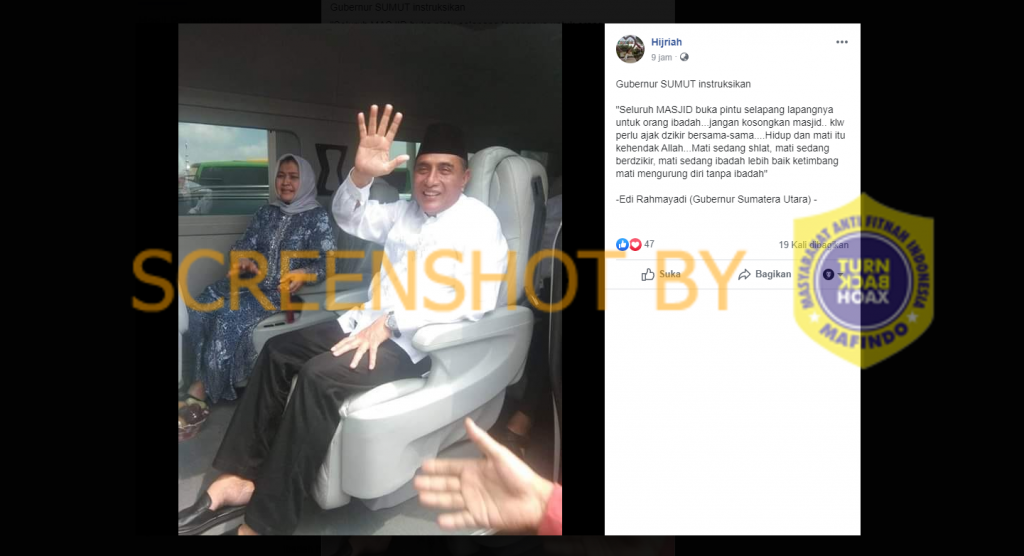 Gubernur SUMUT instruksikan
Hijriah
9 jam ·
Gubernur SUMUT instruksikan
"Seluruh MASJID buka pintu selapang lapangnya
untuk orang ibadah...jangan kosongkan masjid.. klw
perlu ajak dzikir bersama-sama....Hidup dan mati itu
kehendak Allah...Mati sedang shlat, mati sedang
berdzikir, mati sedang ibadah lebih baik ketimbang
mati mengurung diri tanpa ibadah"
-Edi Rahmayadi (Gubernur Sumatera Utara) -
47
19 Kali dibagikan
Suka
Bagikan
SCREENSHOT BY
MASYARAKAT ANTI FITNAH INDONESIA
TURN
BACK
HOAX
MAFINDO